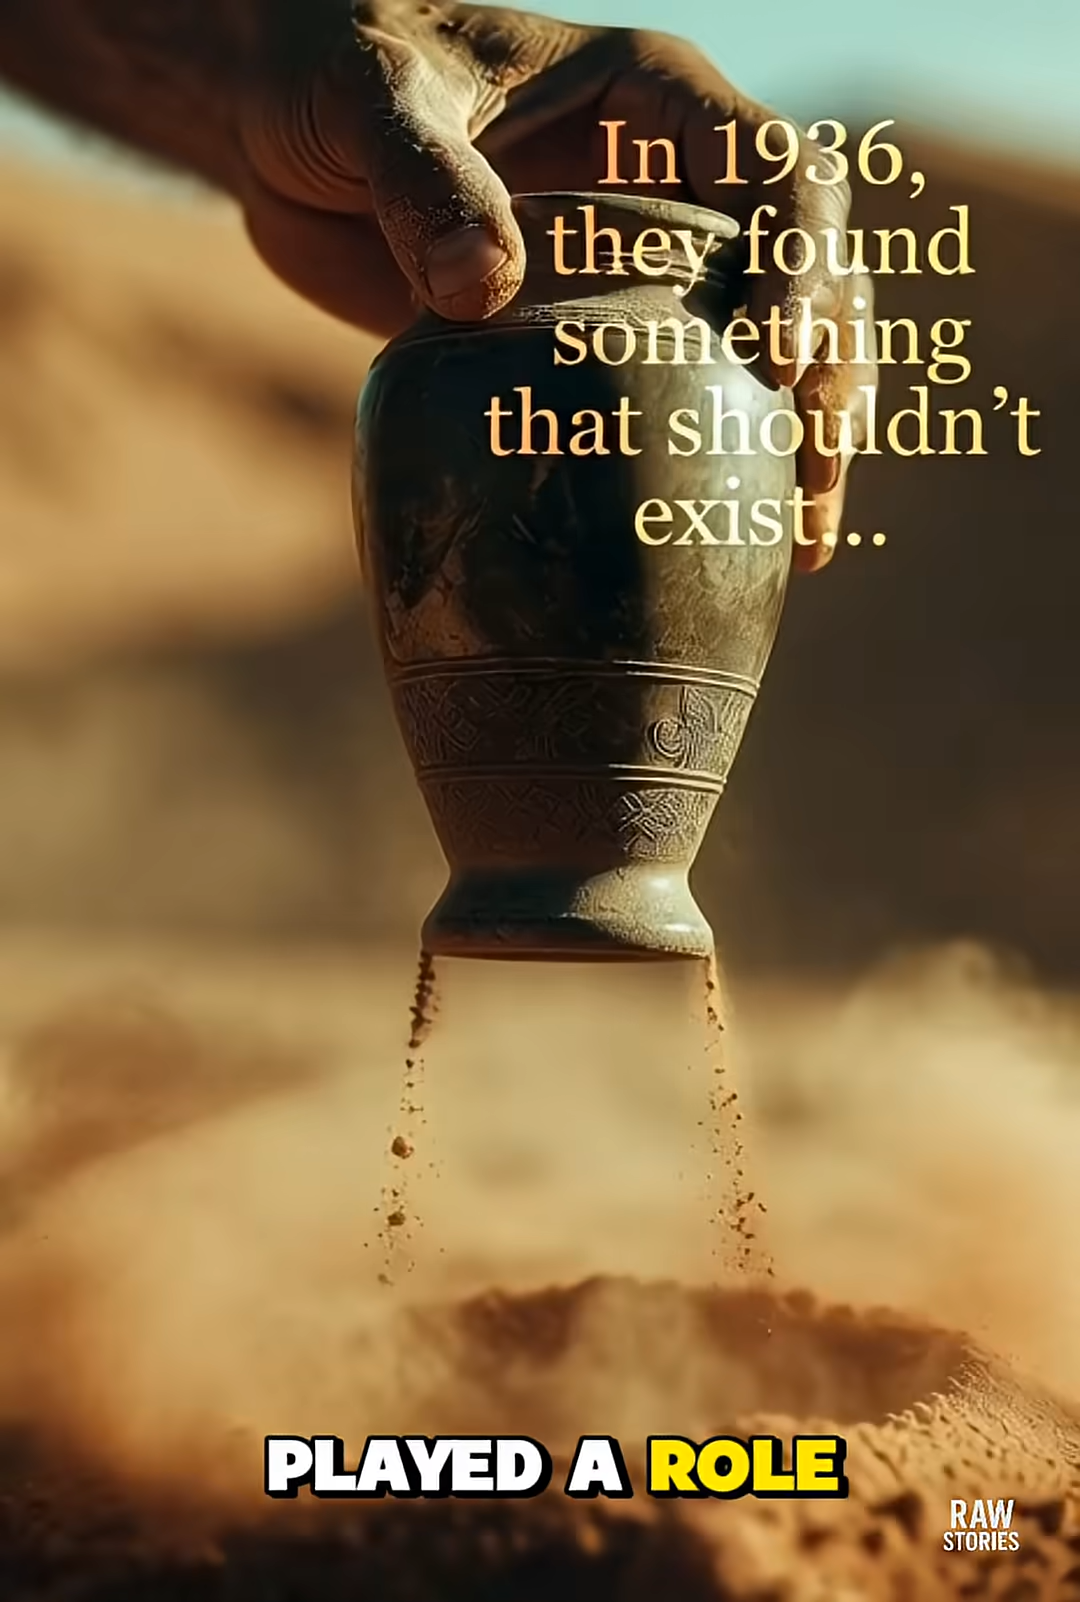 In 1936,
they found
something
that shouldn’t
exist...
PLAYED A ROLE
RAW
STORIES